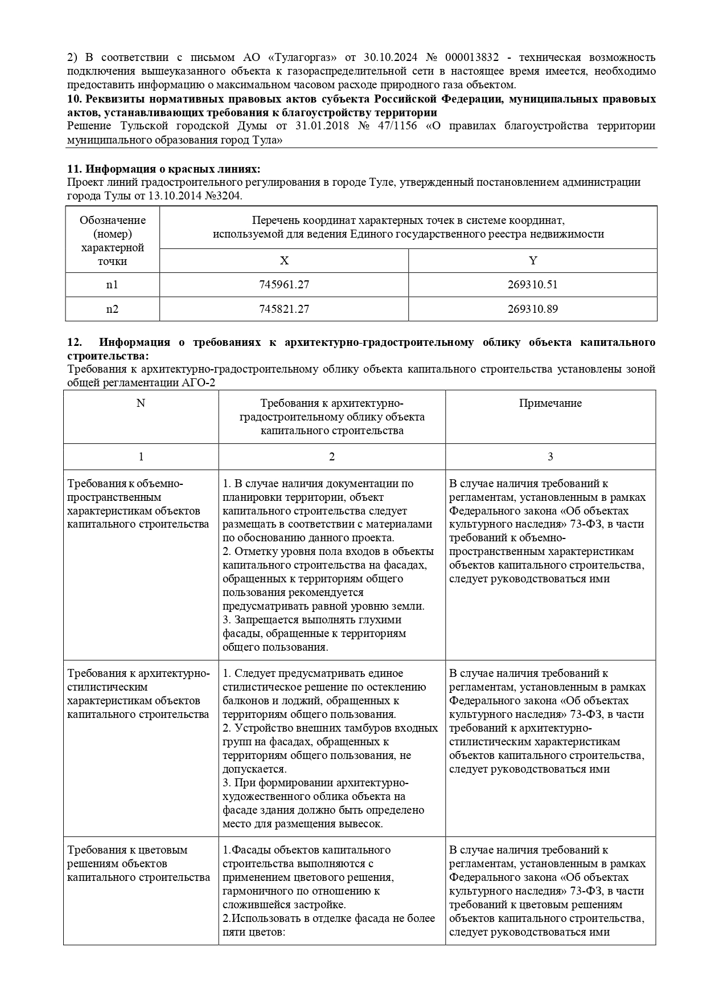 2) В соответствии с письмом АО «Тулагоргаз» от 30.10.2024 № 000013832 - техническая возможность
подключения вышеуказанного объекта к газораспределительной сети в настоящее время имеется, необходимо
предоставить информацию о максимальном часовом расходе природного газа объектом.
10. Реквизиты нормативных правовых актов субъекта Российской Федерации, муниципальных правовых
актов, устанавливающих требования к благоустройству территории
Решение Тульской городской Думы от 31.01.2018 № 47/1156 «О правилах благоустройства территории
муниципального образования город Тула»
11. Информация о красных линиях:
Проект линий градостроительного регулирования в городе Туле, утвержденный постановлением администрации
города Тулы от 13.10.2014 №3204.
Обозначение
(номер)
характерной
точки
Перечень координат характерных точек в системе координат,
используемой для ведения Единого государственного реестра недвижимости
X
Y
n1
745961.27
269310.51
n2
745821.27
269310.89
12. Информация о требованиях к архитектурно-градостроительному облику объекта капитального
строительства:
Требования к архитектурно-градостроительному облику объекта капитального строительства установлены зоной
общей регламентации АГО-2
N
Требования к архитектурно-
градостроительному облику объекта
капитального строительства
Примечание
1
2
3
Требования к объемно-
пространственным
характеристикам объектов
капитального строительства
1. В случае наличия документации по
планировки территории, объект
капитального строительства следует
размещать в соответствии с материалами
по обоснованию данного проекта.
2. Отметку уровня пола входов в объекты
капитального строительства на фасадах,
обращенных к территориям общего
пользования рекомендуется
предусматривать равной уровню земли.
3. Запрещается выполнять глухими
фасады, обращенные к территориям
общего пользования.
В случае наличия требований к
регламентам, установленным в рамках
Федерального закона «Об объектах
культурного наследия» 73-ФЗ, в части
требований к объемно-
пространственным характеристикам
объектов капитального строительства,
следует руководствоваться ими
Требования к архитектурно-
стилистическим
характеристикам объектов
капитального строительства
1. Следует предусматривать единое
стилистическое решение по остеклению
балконов и лоджий, обращенных к
территориям общего пользования.
2. Устройство внешних тамбуров входных
групп на фасадах, обращенных к
территориям общего пользования, не
допускается.
3. При формировании архитектурно-
художественного облика объекта на
фасаде здания должно быть определено
место для размещения вывесок.
В случае наличия требований к
регламентам, установленным в рамках
Федерального закона «Об объектах
культурного наследия» 73-ФЗ, в части
требований к архитектурно-
стилистическим характеристикам
объектов капитального строительства,
следует руководствоваться ими
Требования к цветовым
решениям объектов
капитального строительства
1.Фасады объектов капитального
строительства выполняются с
применением цветового решения,
гармоничного по отношению к
сложившейся застройке.
2.Использовать в отделке фасада не более
пяти цветов:
В случае наличия требований к
регламентам, установленным в рамках
Федерального закона «Об объектах
культурного наследия» 73-ФЗ, в части
требований к цветовым решениям
объектов капитального строительства,
следует руководствоваться ими